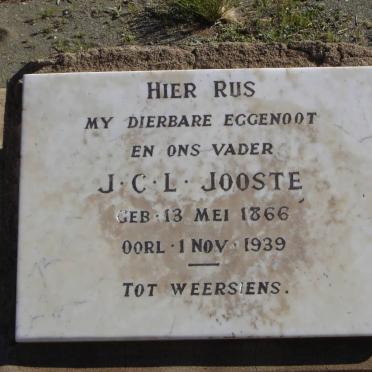 HIER RUS
MY DIERBARE EGGENOOT
EN ONS VADER
J·C·L·JOOSTE
GEB·13 MEI 1866
OORL·1 NOV·1939
TOT WEERSIENS.